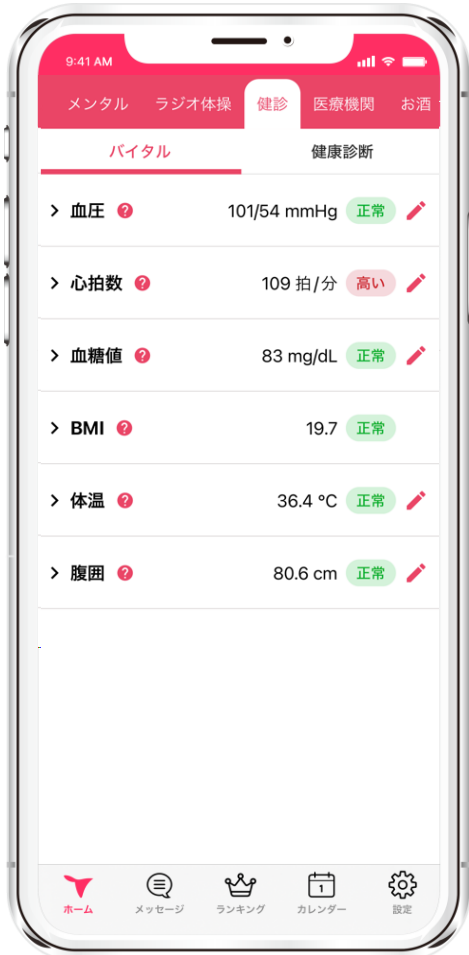 9:41 AM
メンタル ラジオ体操 健診 医療機関 お酒
バイタル 健康診断
血圧 ? 101/54 mmHg 正常
心拍数 ? 109 拍/分 高い
血糖値 ? 83 mg/dL 正常
BMI ? 19.7 正常
体温 ? 36.4 °C 正常
腹囲 ? 80.6 cm 正常
1
ホーム メッセージ ランキング カレンダー 設定